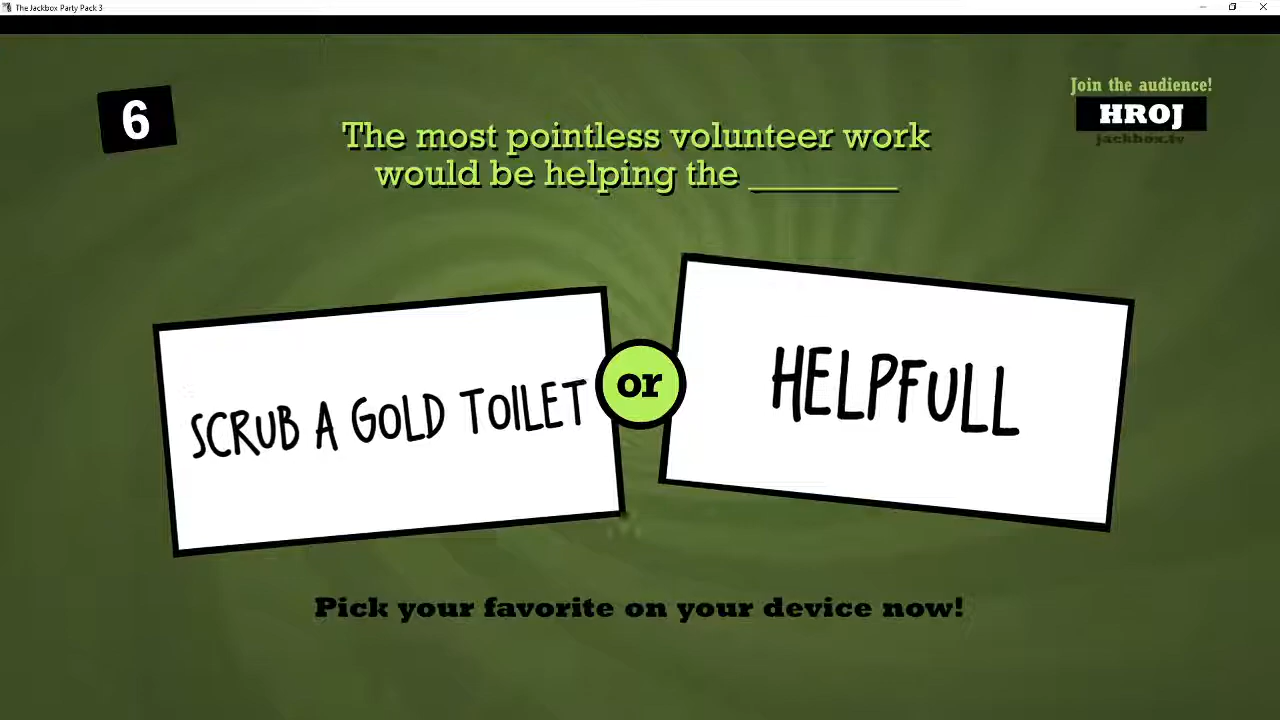 The Jackbox Party Pack 3
6
Join the audience!
HROJ
jackbox.tv
The most pointless volunteer work
would be helping the ________
SCRUB A GOLD TOILET
or
HELPFULL
Pick your favorite on your device now!